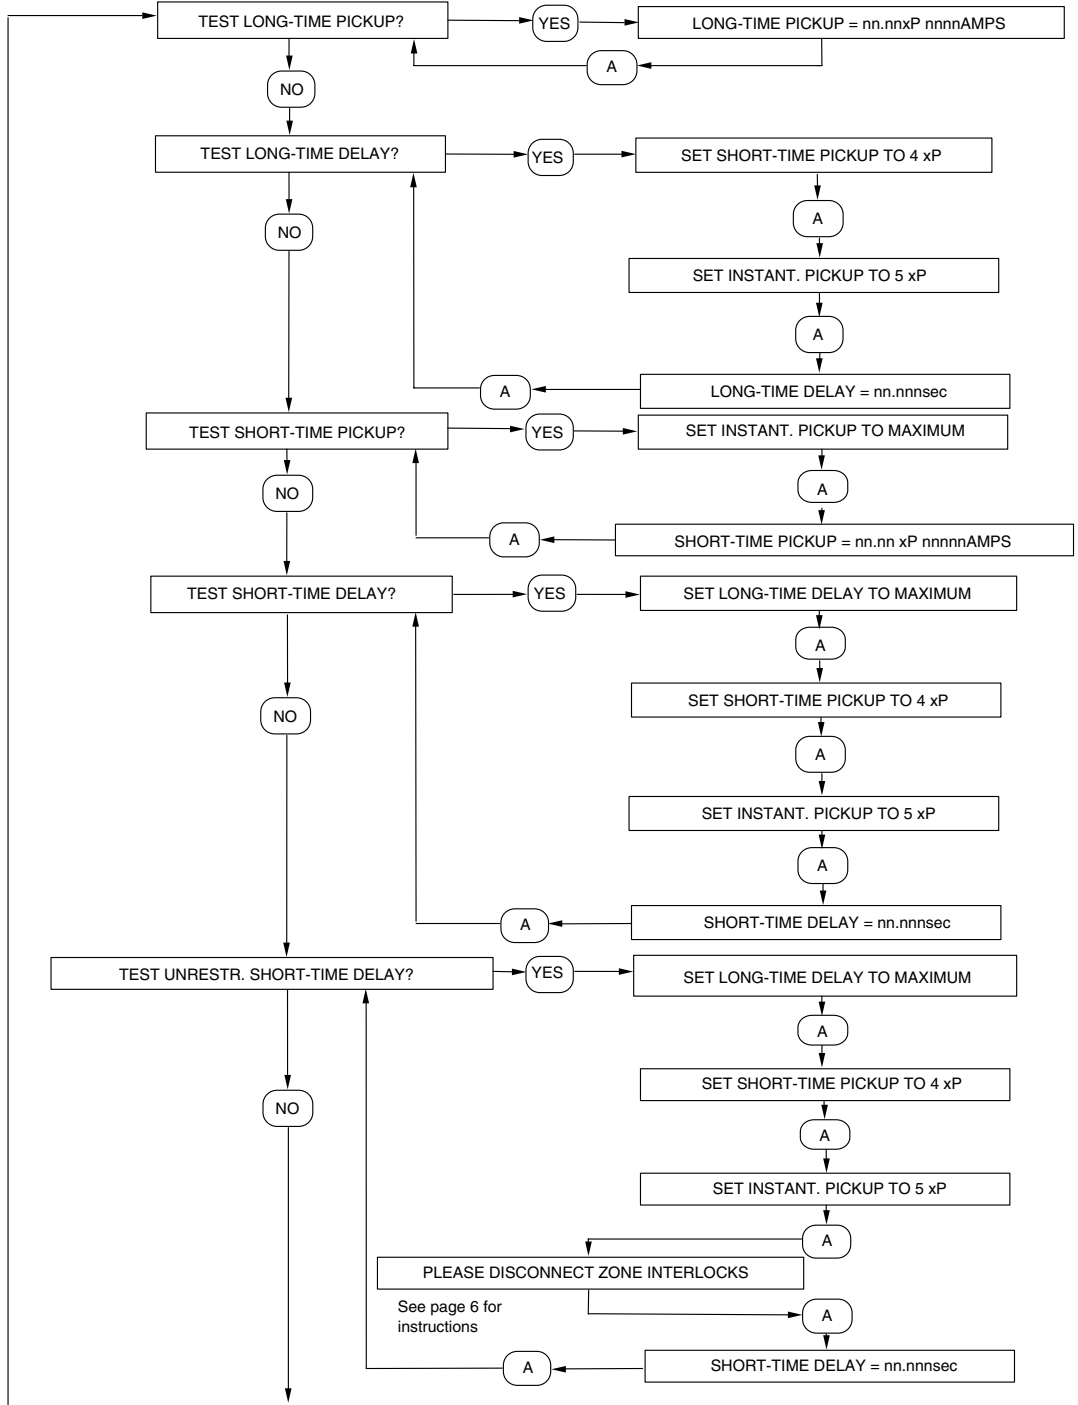 TEST LONG-TIME PICKUP?
YES
LONG-TIME PICKUP = nn.nnxP nnnnAMPS
A
NO
TEST LONG-TIME DELAY?
YES
SET SHORT-TIME PICKUP TO 4 xP
A
NO
SET INSTANT. PICKUP TO 5 xP
A
LONG-TIME DELAY = nn.nnnsec
A
TEST SHORT-TIME PICKUP?
YES
SET INSTANT. PICKUP TO MAXIMUM
A
NO
SHORT-TIME PICKUP = nn.nn xP nnnnnAMPS
A
TEST SHORT-TIME DELAY?
YES
SET LONG-TIME DELAY TO MAXIMUM
A
SET SHORT-TIME PICKUP TO 4 xP
NO
A
SET INSTANT. PICKUP TO 5 xP
A
SHORT-TIME DELAY = nn.nnnsec
A
TEST UNRESTR. SHORT-TIME DELAY?
YES
SET LONG-TIME DELAY TO MAXIMUM
A
SET SHORT-TIME PICKUP TO 4 xP
NO
A
SET INSTANT. PICKUP TO 5 xP
A
PLEASE DISCONNECT ZONE INTERLOCKS
See page 6 for
instructions
A
SHORT-TIME DELAY = nn.nnnsec
A